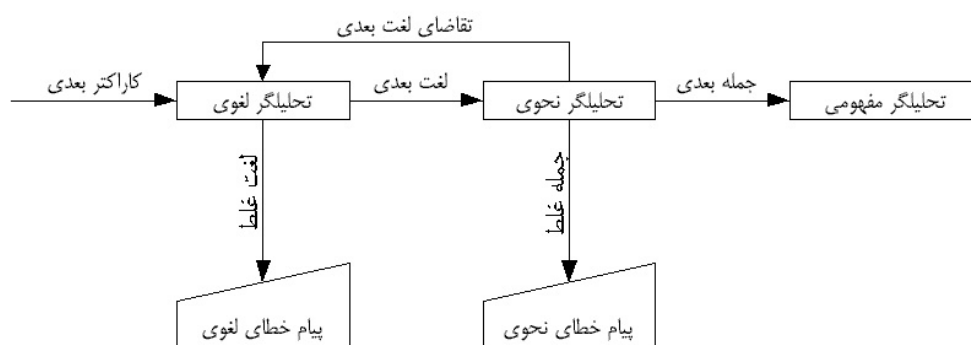 تقاضای لغت بعدی
کاراکتر بعدی
تحلیلگر لغوی
لغت بعدی
تحلیلگر نحوی
جمله بعدی
تحلیلگر مفهومی
لغت غلط
جمله غلط
پیام خطای لغوی
پیام خطای نحوی